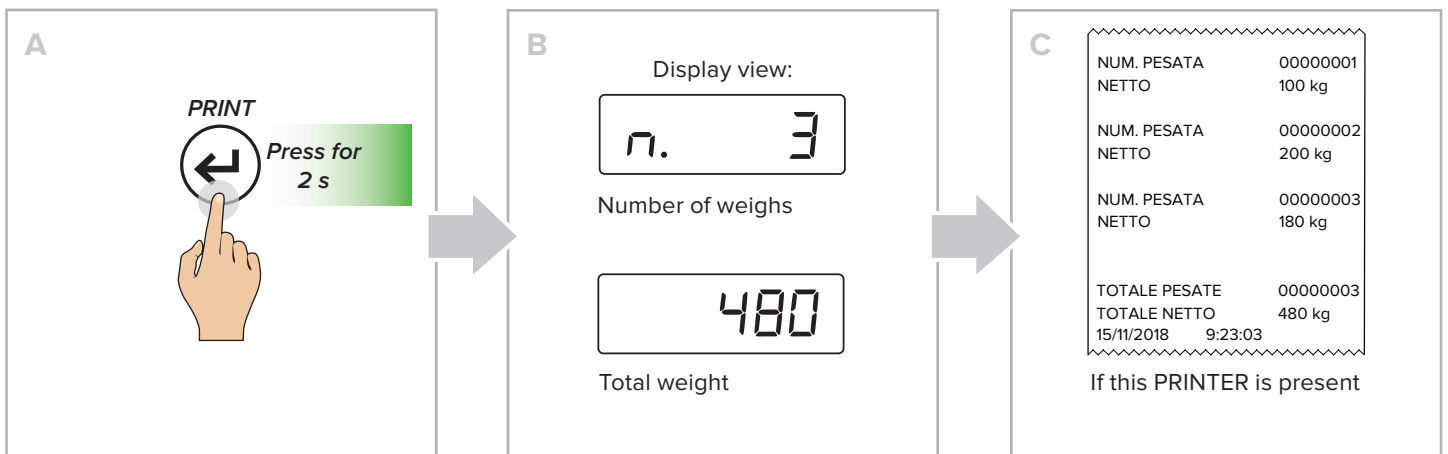 A
PRINT
Press for
2 s
B
Display view:
n. 3
Number of weighs
480
Total weight
C
NUM. PESATA 00000001
NETTO 100 kg
NUM. PESATA 00000002
NETTO 200 kg
NUM. PESATA 00000003
NETTO 180 kg
TOTALE PESATE 00000003
TOTALE NETTO 480 kg
15/11/2018 9:23:03
If this PRINTER is present